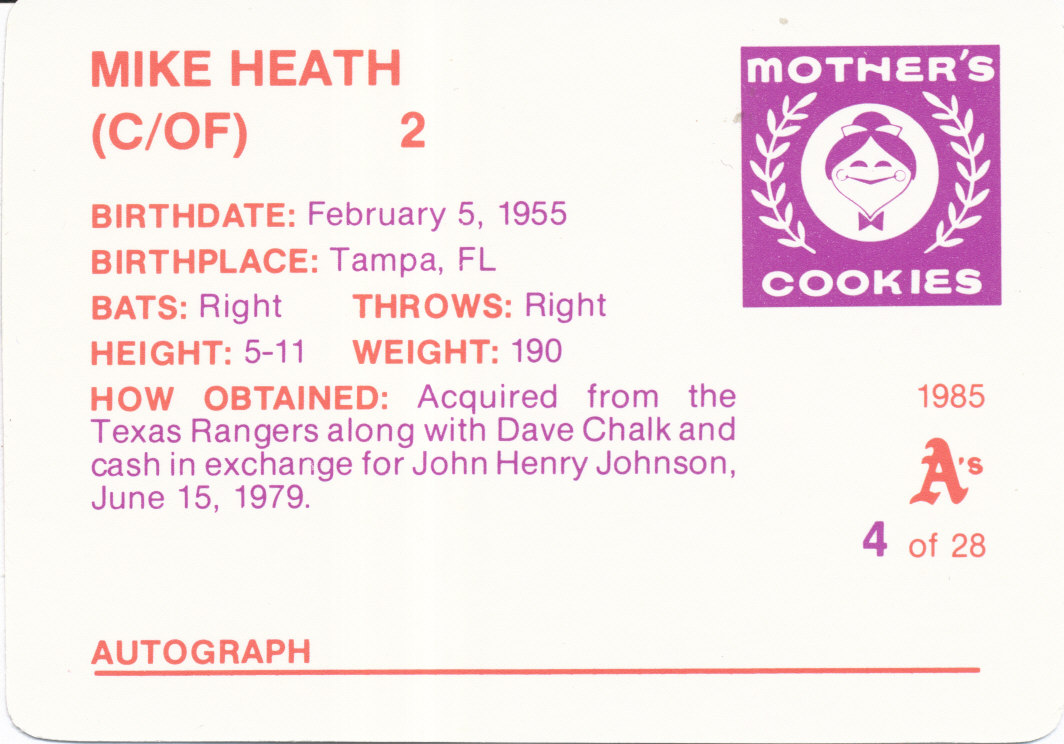 MIKE HEATH
(C/OF) 2
BIRTHDATE: February 5, 1955
BIRTHPLACE: Tampa, FL
BATS: Right THROWS: Right
HEIGHT: 5-11 WEIGHT: 190
HOW OBTAINED: Acquired from the
Texas Rangers along with Dave Chalk and
cash in exchange for John Henry Johnson,
June 15, 1979.
MOTHER'S
COOKIES
1985
A's
4 of 28
AUTOGRAPH